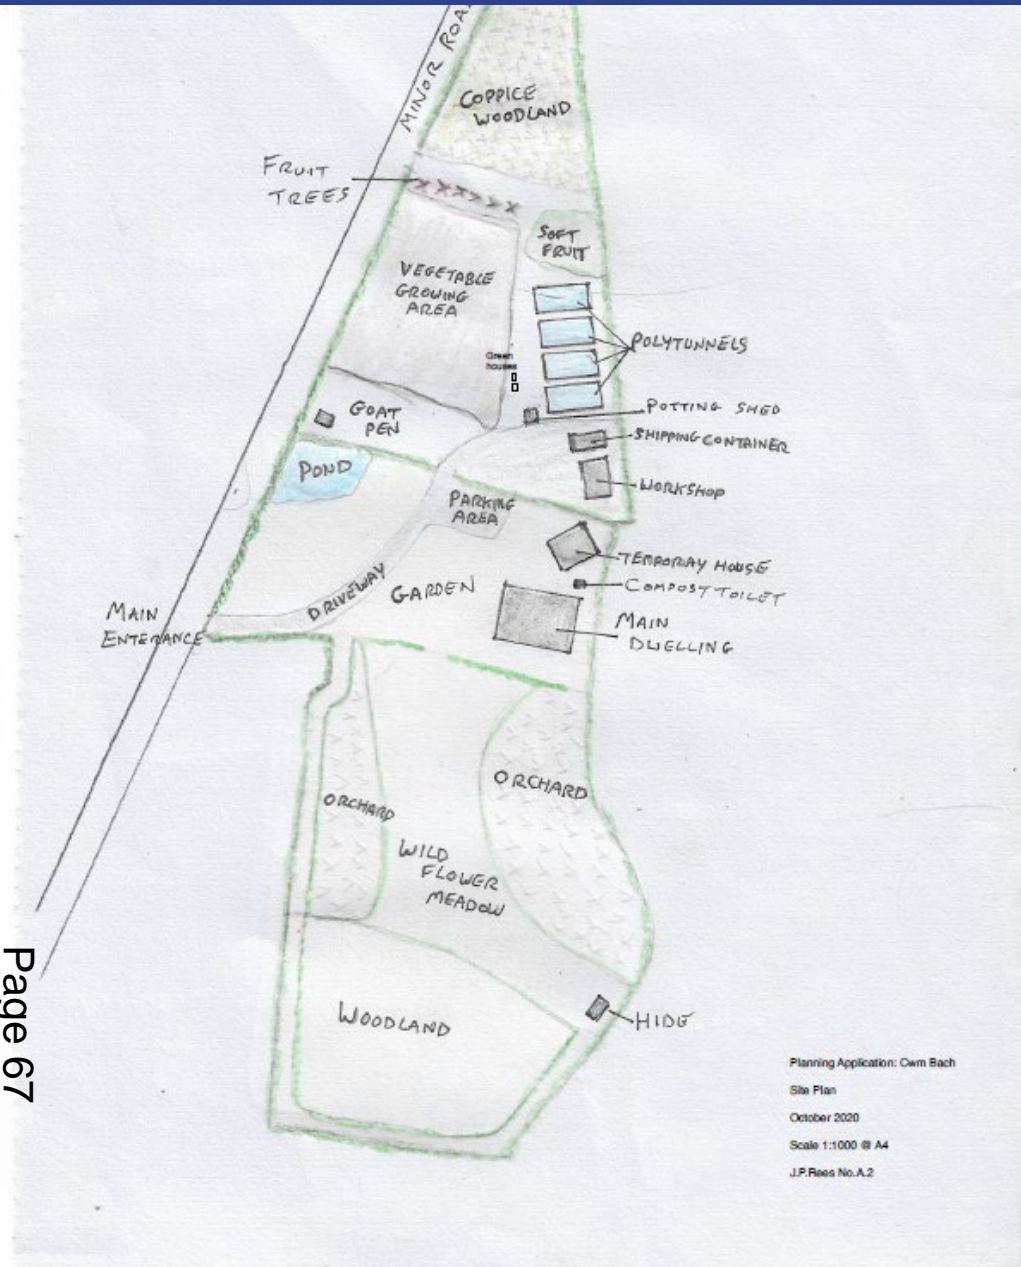 MINOR ROA
COPPICE
WOODLAND
FRUIT
TREES
SOFT
FRUIT
VEGETABLE
GROWING
AREA
Green
houses
POLYTUNNELS
POTTING SHED
SHIPPING CONTAINER
GOAT
PEN
POND
WORKSHOP
PARKING
AREA
TEMPORAY HOUSE
COMPOST TOILET
DRIVEWAY
GARDEN
MAIN
ENTERANCE
MAIN
DWELLING
ORCHARD
ORCHARD
WILD
FLOWER
MEADOW
WOODLAND
HIDE
Page 67
Planning Application: Cwm Bach
Site Plan
October 2020
Scale 1:1000 @ A4
J.P.Rees No.A.2